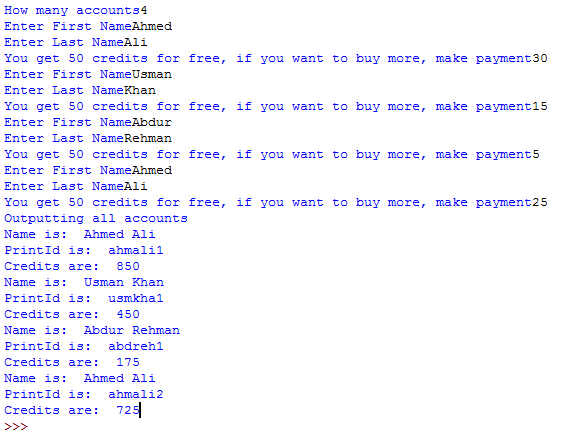 How many accounts4
Enter First NameAhmed
Enter Last NameAli
You get 50 credits for free, if you want to buy more, make payment30
Enter First NameUsman
Enter Last NameKhan
You get 50 credits for free, if you want to buy more, make payment15
Enter First NameAbdur
Enter Last NameRehman
You get 50 credits for free, if you want to buy more, make payment5
Enter First NameAhmed
Enter Last NameAli
You get 50 credits for free, if you want to buy more, make payment25
Outputting all accounts
Name is:  Ahmed Ali
PrintId is:  ahmali1
Credits are:  850
Name is:  Usman Khan
PrintId is:  usmkha1
Credits are:  450
Name is:  Abdur Rehman
PrintId is:  abdreh1
Credits are:  175
Name is:  Ahmed Ali
PrintId is:  ahmali2
Credits are:  725
>>>